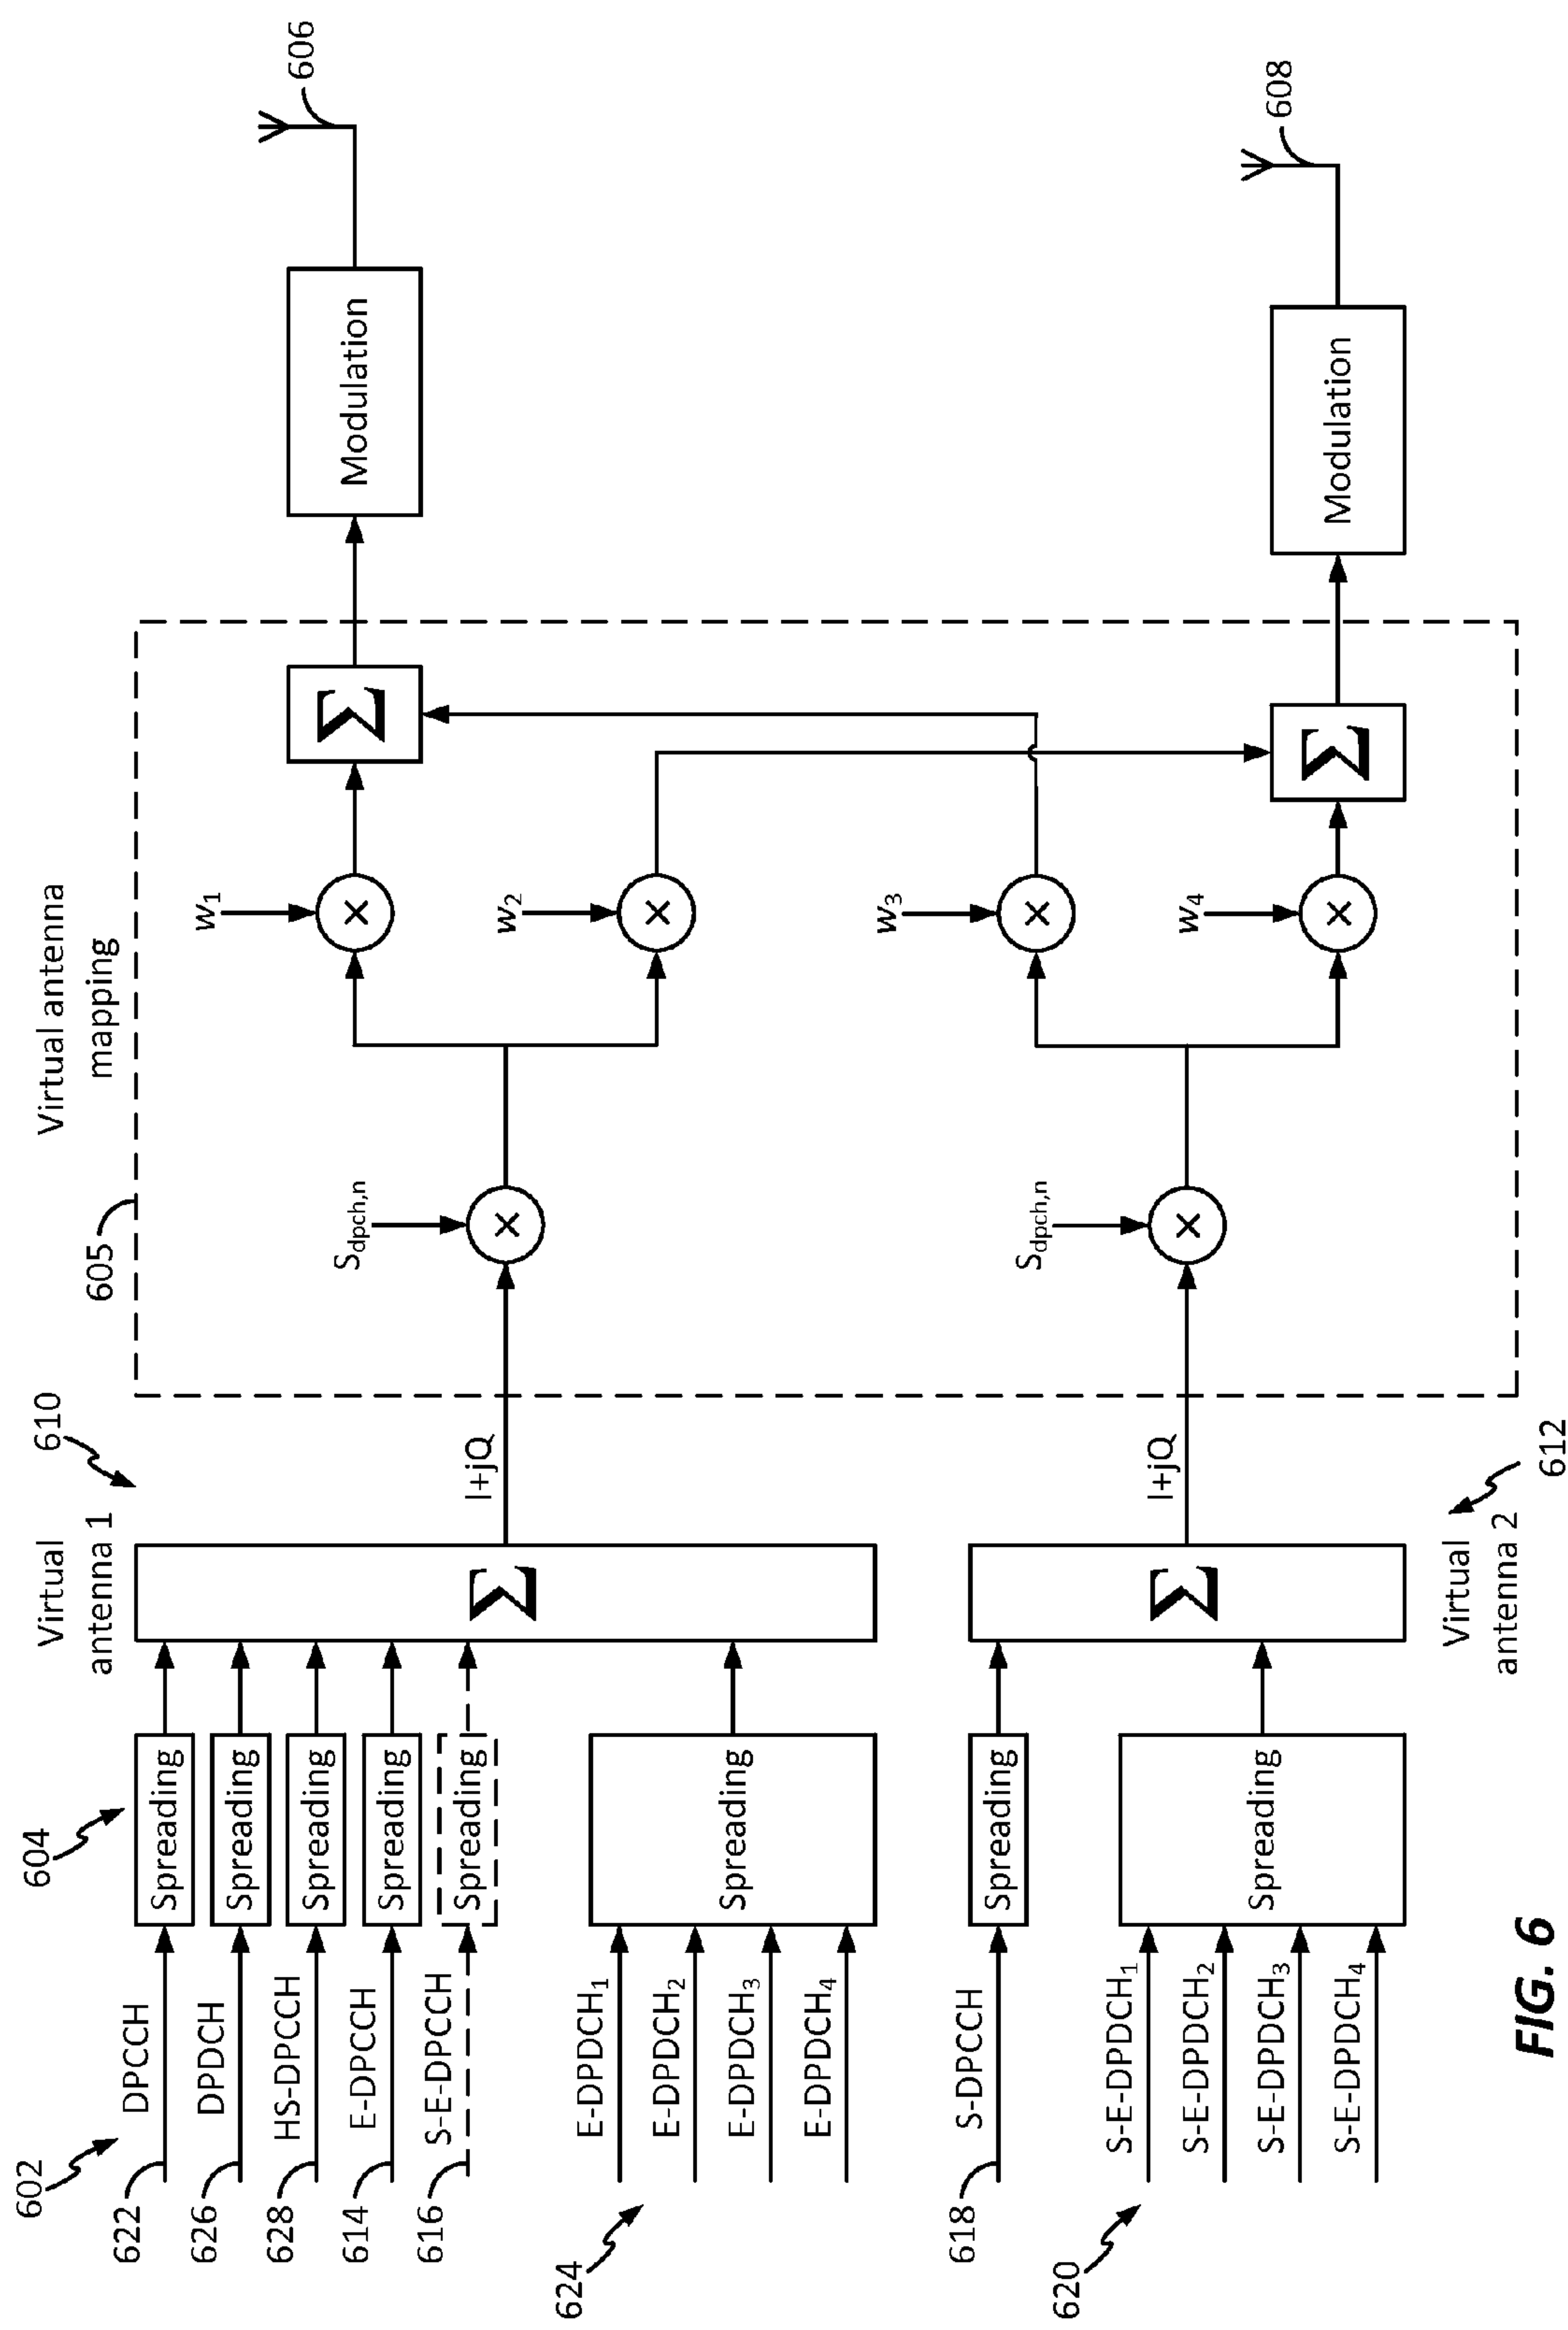 602
622
DPCCH
626
DPDCH
628
HS-DPCCH
614
E-DPCCH
616
S-E-DPCCH
624
E-DPDCH₁
E-DPDCH₂
E-DPDCH₃
E-DPDCH₄
618
S-DPCCH
620
S-E-DPDCH₁
S-E-DPDCH₂
S-E-DPDCH₃
S-E-DPDCH₄
604
Spreading
Spreading
Spreading
Spreading
Spreading
Spreading
Spreading
Spreading
Virtual
antenna 1
610
Σ
Σ
Virtual
antenna 2
612
I+jQ
I+jQ
605
Virtual antenna
mapping
Sdpch,n
×
Sdpch,n
×
w₁
×
w₂
×
w₃
×
w₄
×
Σ
Σ
Modulation
Modulation
606
608
FIG. 6